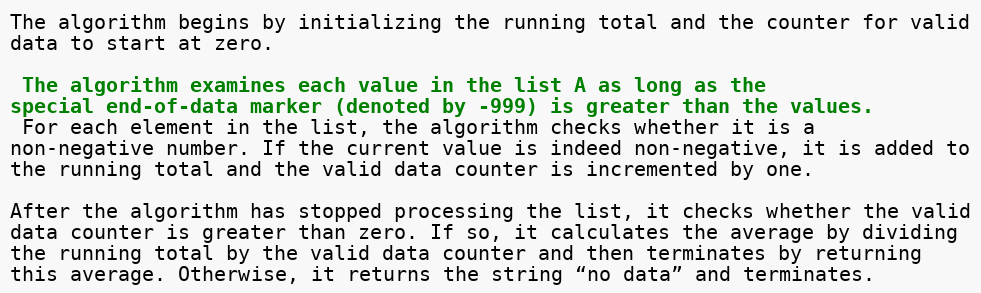 The algorithm begins by initializing the running total and the counter for valid
data to start at zero.
The algorithm examines each value in the list A as long as the
special end-of-data marker (denoted by -999) is greater than the values.
For each element in the list, the algorithm checks whether it is a
non-negative number. If the current value is indeed non-negative, it is added to
the running total and the valid data counter is incremented by one.
After the algorithm has stopped processing the list, it checks whether the valid
data counter is greater than zero. If so, it calculates the average by dividing
the running total by the valid data counter and then terminates by returning
this average. Otherwise, it returns the string “no data” and terminates.